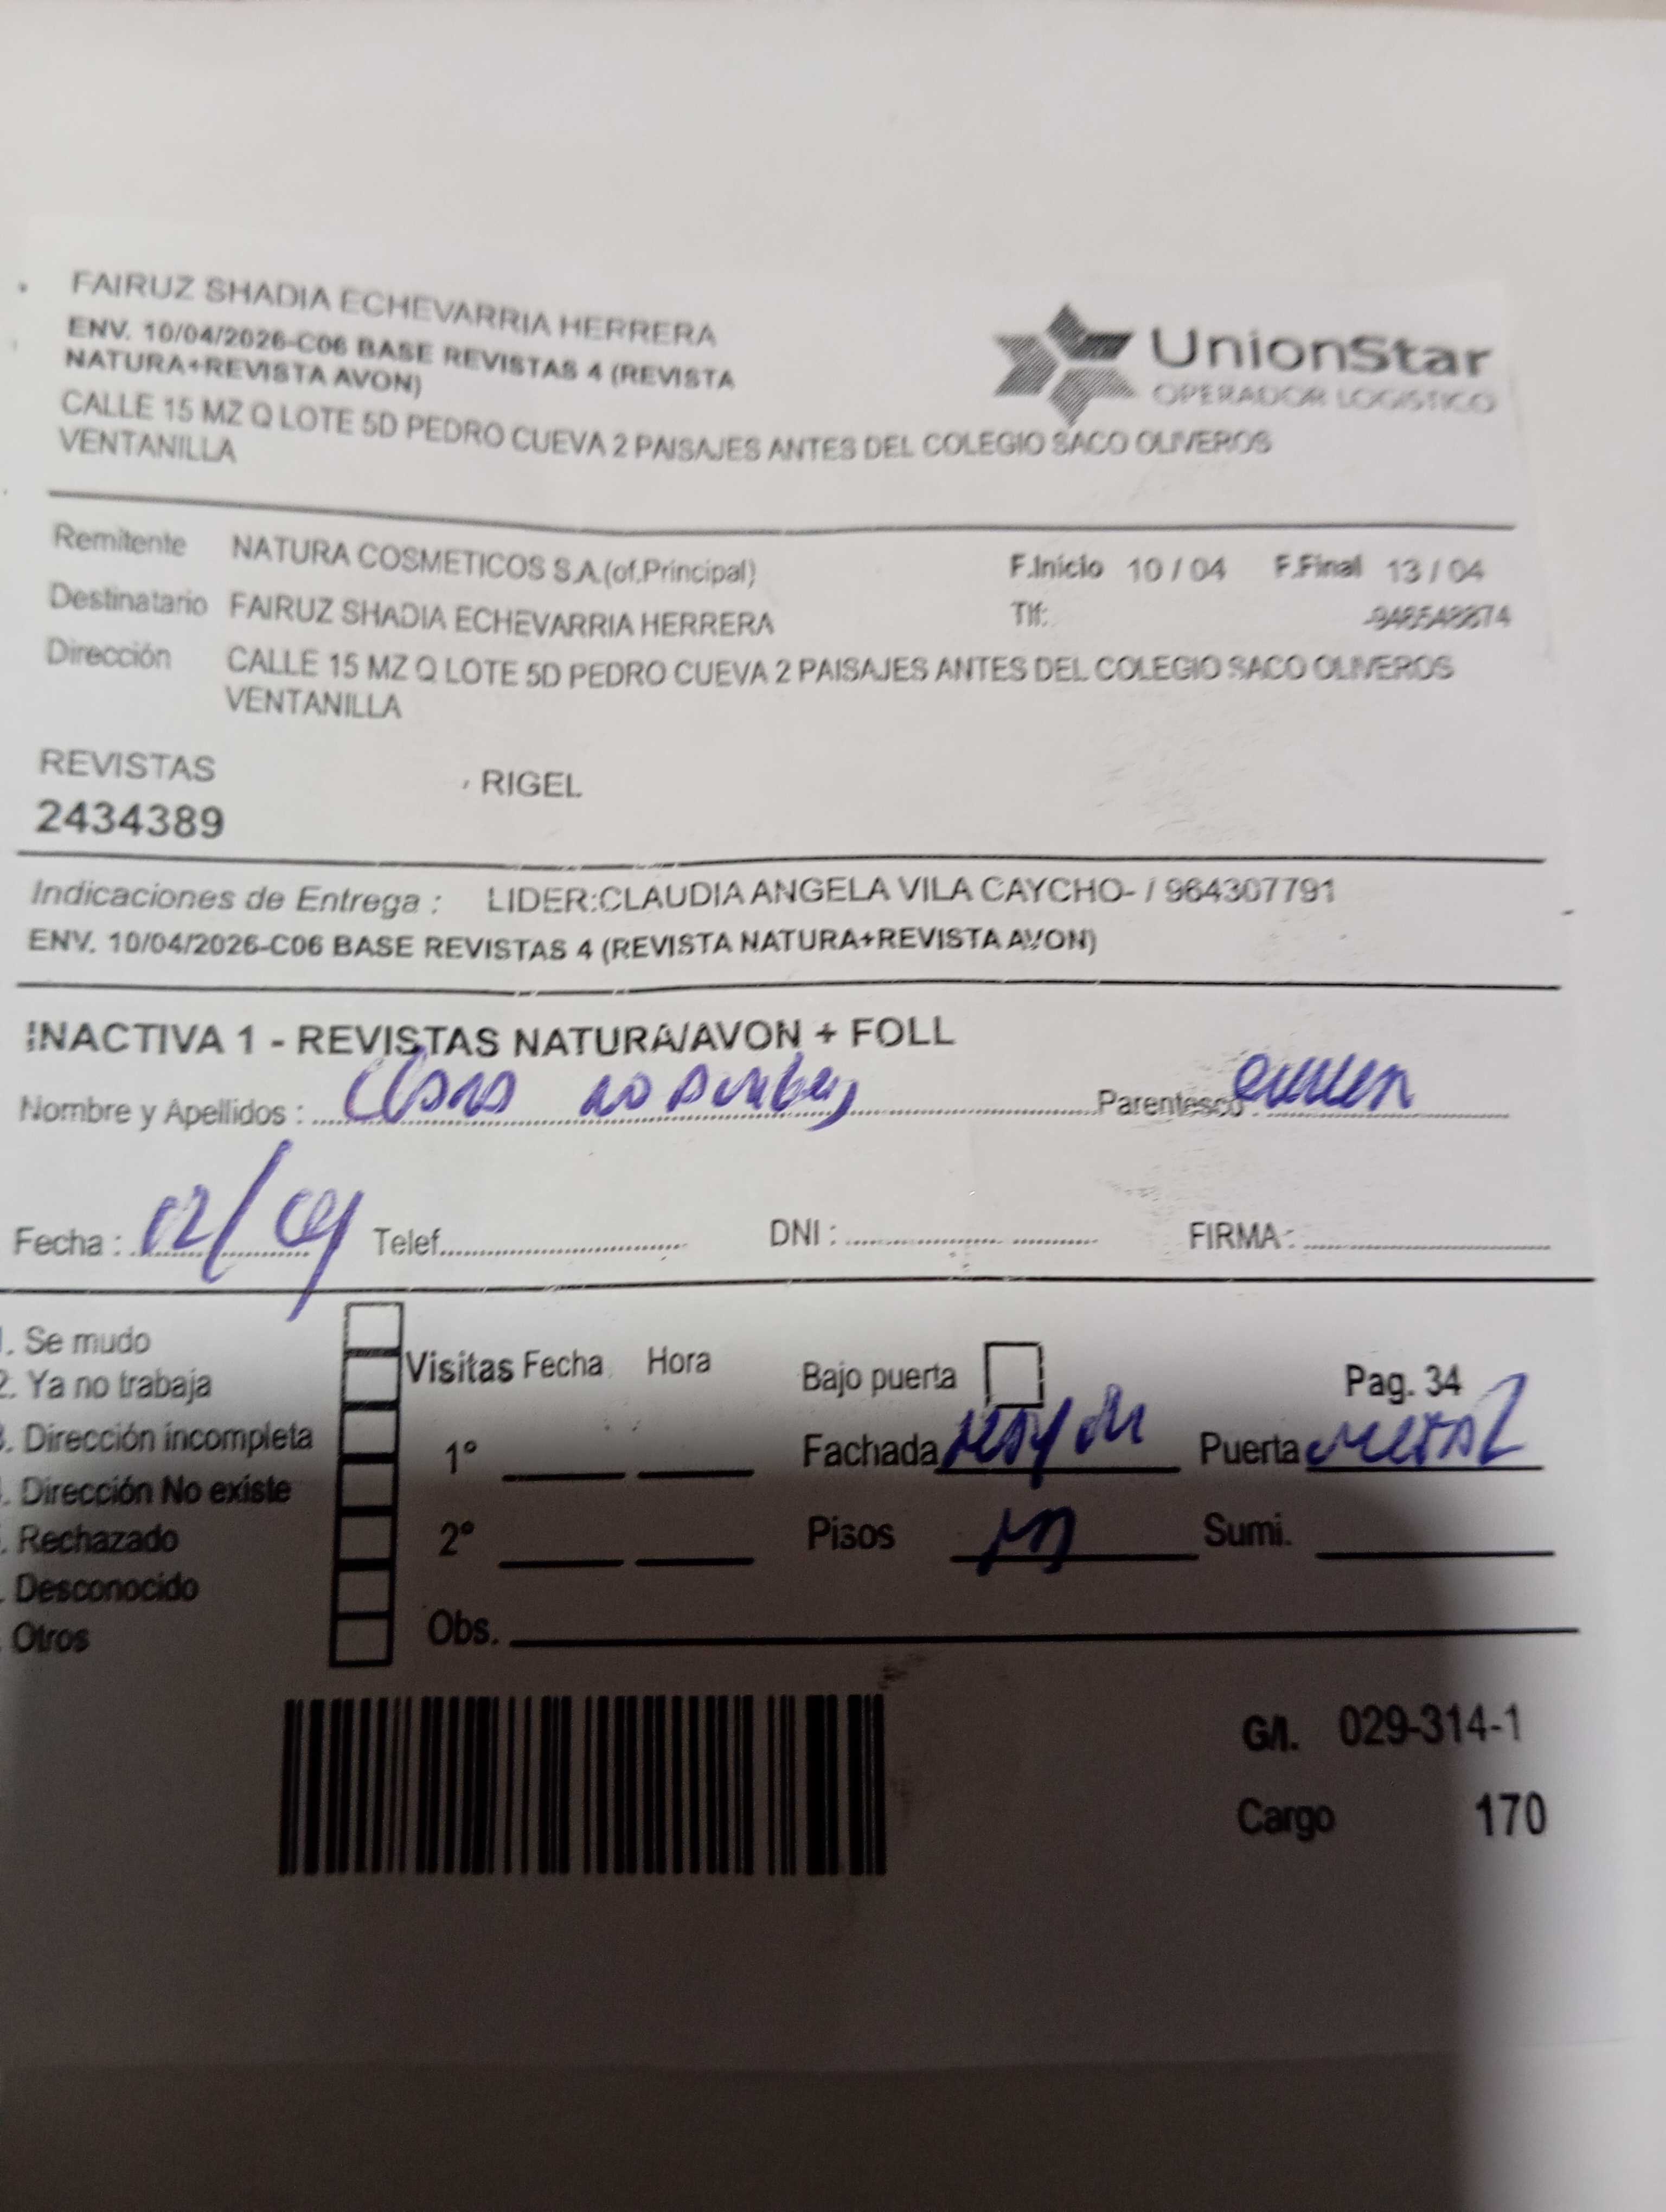 FAIRUZ SHADIA ECHEVARRIA HERRERA
ENV. 10/04/2026-C06 BASE REVISTAS 4 (REVISTA
NATURA+REVISTA AVON)
CALLE 15 MZ Q LOTE 5D PEDRO CUEVA 2 PAISAJES ANTES DEL COLEGIO SACO OLIVEROS
VENTANILLA
UnionStar
OPERADOR LOGISTICO
Remitente NATURA COSMETICOS S.A.(of.Principal) F.Inicio 10 / 04 F.Final 13 / 04
Destinatario FAIRUZ SHADIA ECHEVARRIA HERRERA Tlf:
Dirección CALLE 15 MZ Q LOTE 5D PEDRO CUEVA 2 PAISAJES ANTES DEL COLEGIO SACO OLIVEROS
VENTANILLA
REVISTAS RIGEL
2434389
Indicaciones de Entrega : LIDER:CLAUDIA ANGELA VILA CAYCHO- / 964307791
ENV. 10/04/2026-C06 BASE REVISTAS 4 (REVISTA NATURA+REVISTA AVON)
INACTIVA 1 - REVISTAS NATURA/AVON + FOLL
Nombre y Apellidos : Parentesco :
Fecha : 12/04 Telef. DNI : FIRMA :
. Se mudo
2. Ya no trabaja
3. Dirección incompleta
. Dirección No existe
. Rechazado
. Desconocido
Otros
Visitas Fecha Hora
1°
2°
Obs.
Bajo puerta Pag. 34
Fachada Puerta metal
Pisos Sumi.
G/I. 029-314-1
Cargo 170